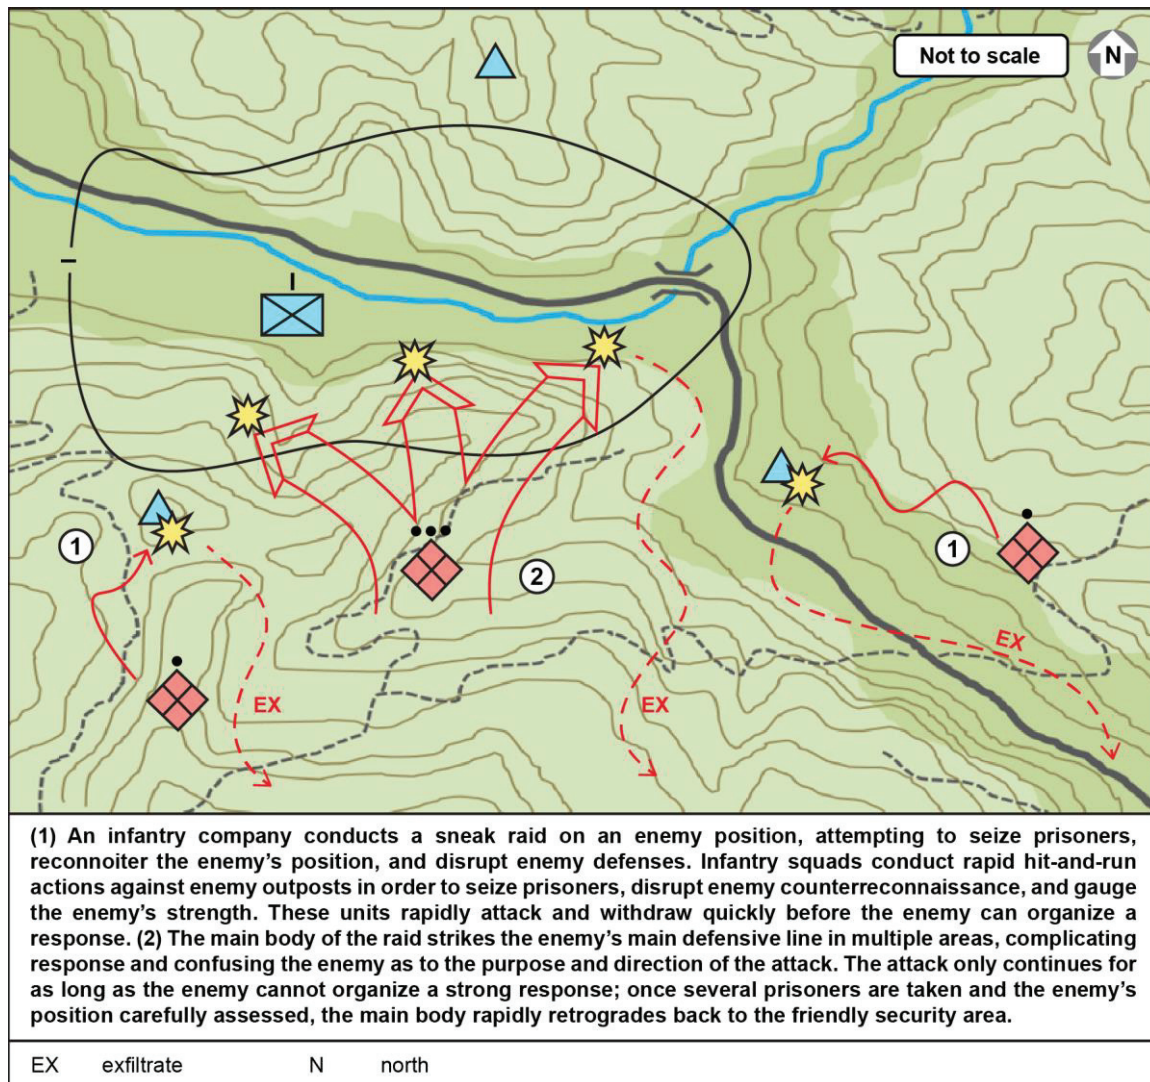 Not to scale
N
1
2
1
EX
EX
EX
(1) An infantry company conducts a sneak raid on an enemy position, attempting to seize prisoners,
reconnoiter the enemy's position, and disrupt enemy defenses. Infantry squads conduct rapid hit-and-run
actions against enemy outposts in order to seize prisoners, disrupt enemy counterreconnaissance, and gauge
the enemy's strength. These units rapidly attack and withdraw quickly before the enemy can organize a
response. (2) The main body of the raid strikes the enemy's main defensive line in multiple areas, complicating
response and confusing the enemy as to the purpose and direction of the attack. The attack only continues for
as long as the enemy cannot organize a strong response; once several prisoners are taken and the enemy's
position carefully assessed, the main body rapidly retrogrades back to the friendly security area.
EX exfiltrate N north